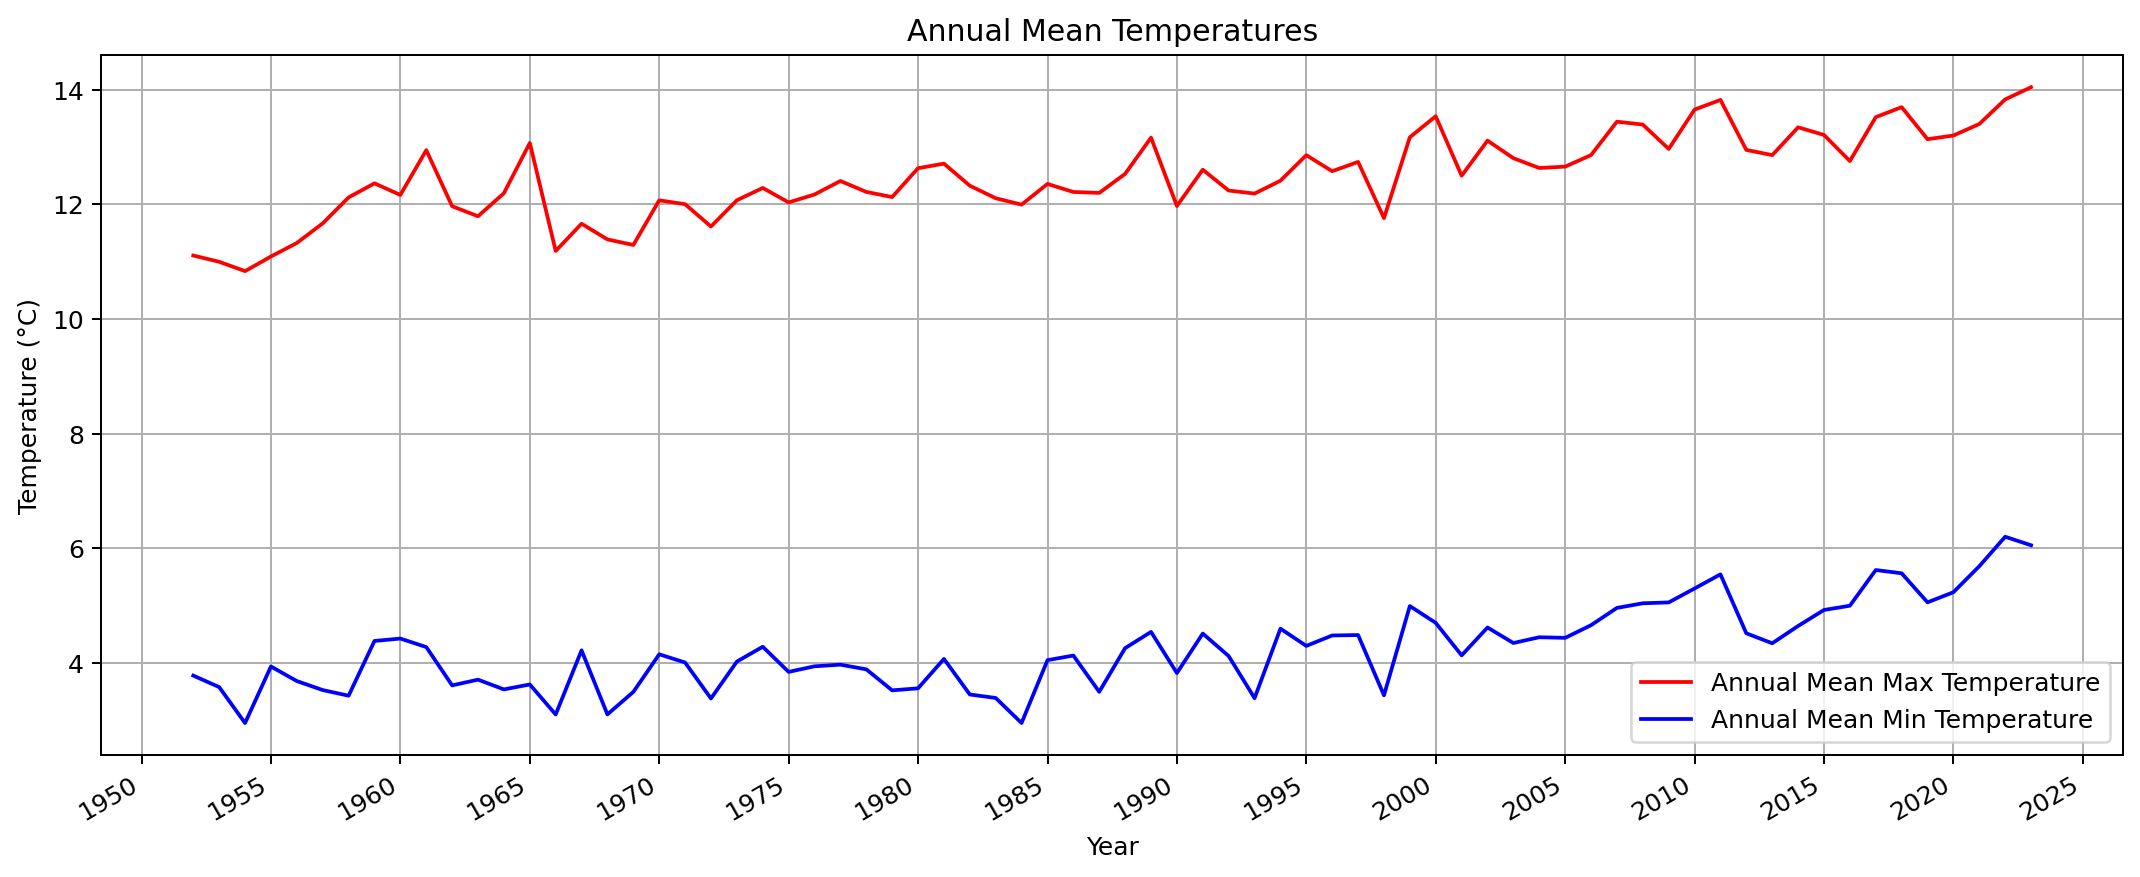 Annual Mean Temperatures
Temperature (°C)
14
12
10
8
6
4
Annual Mean Max Temperature
Annual Mean Min Temperature
1950 1955 1960 1965 1970 1975 1980 1985 1990 1995 2000 2005 2010 2015 2020 2025
Year